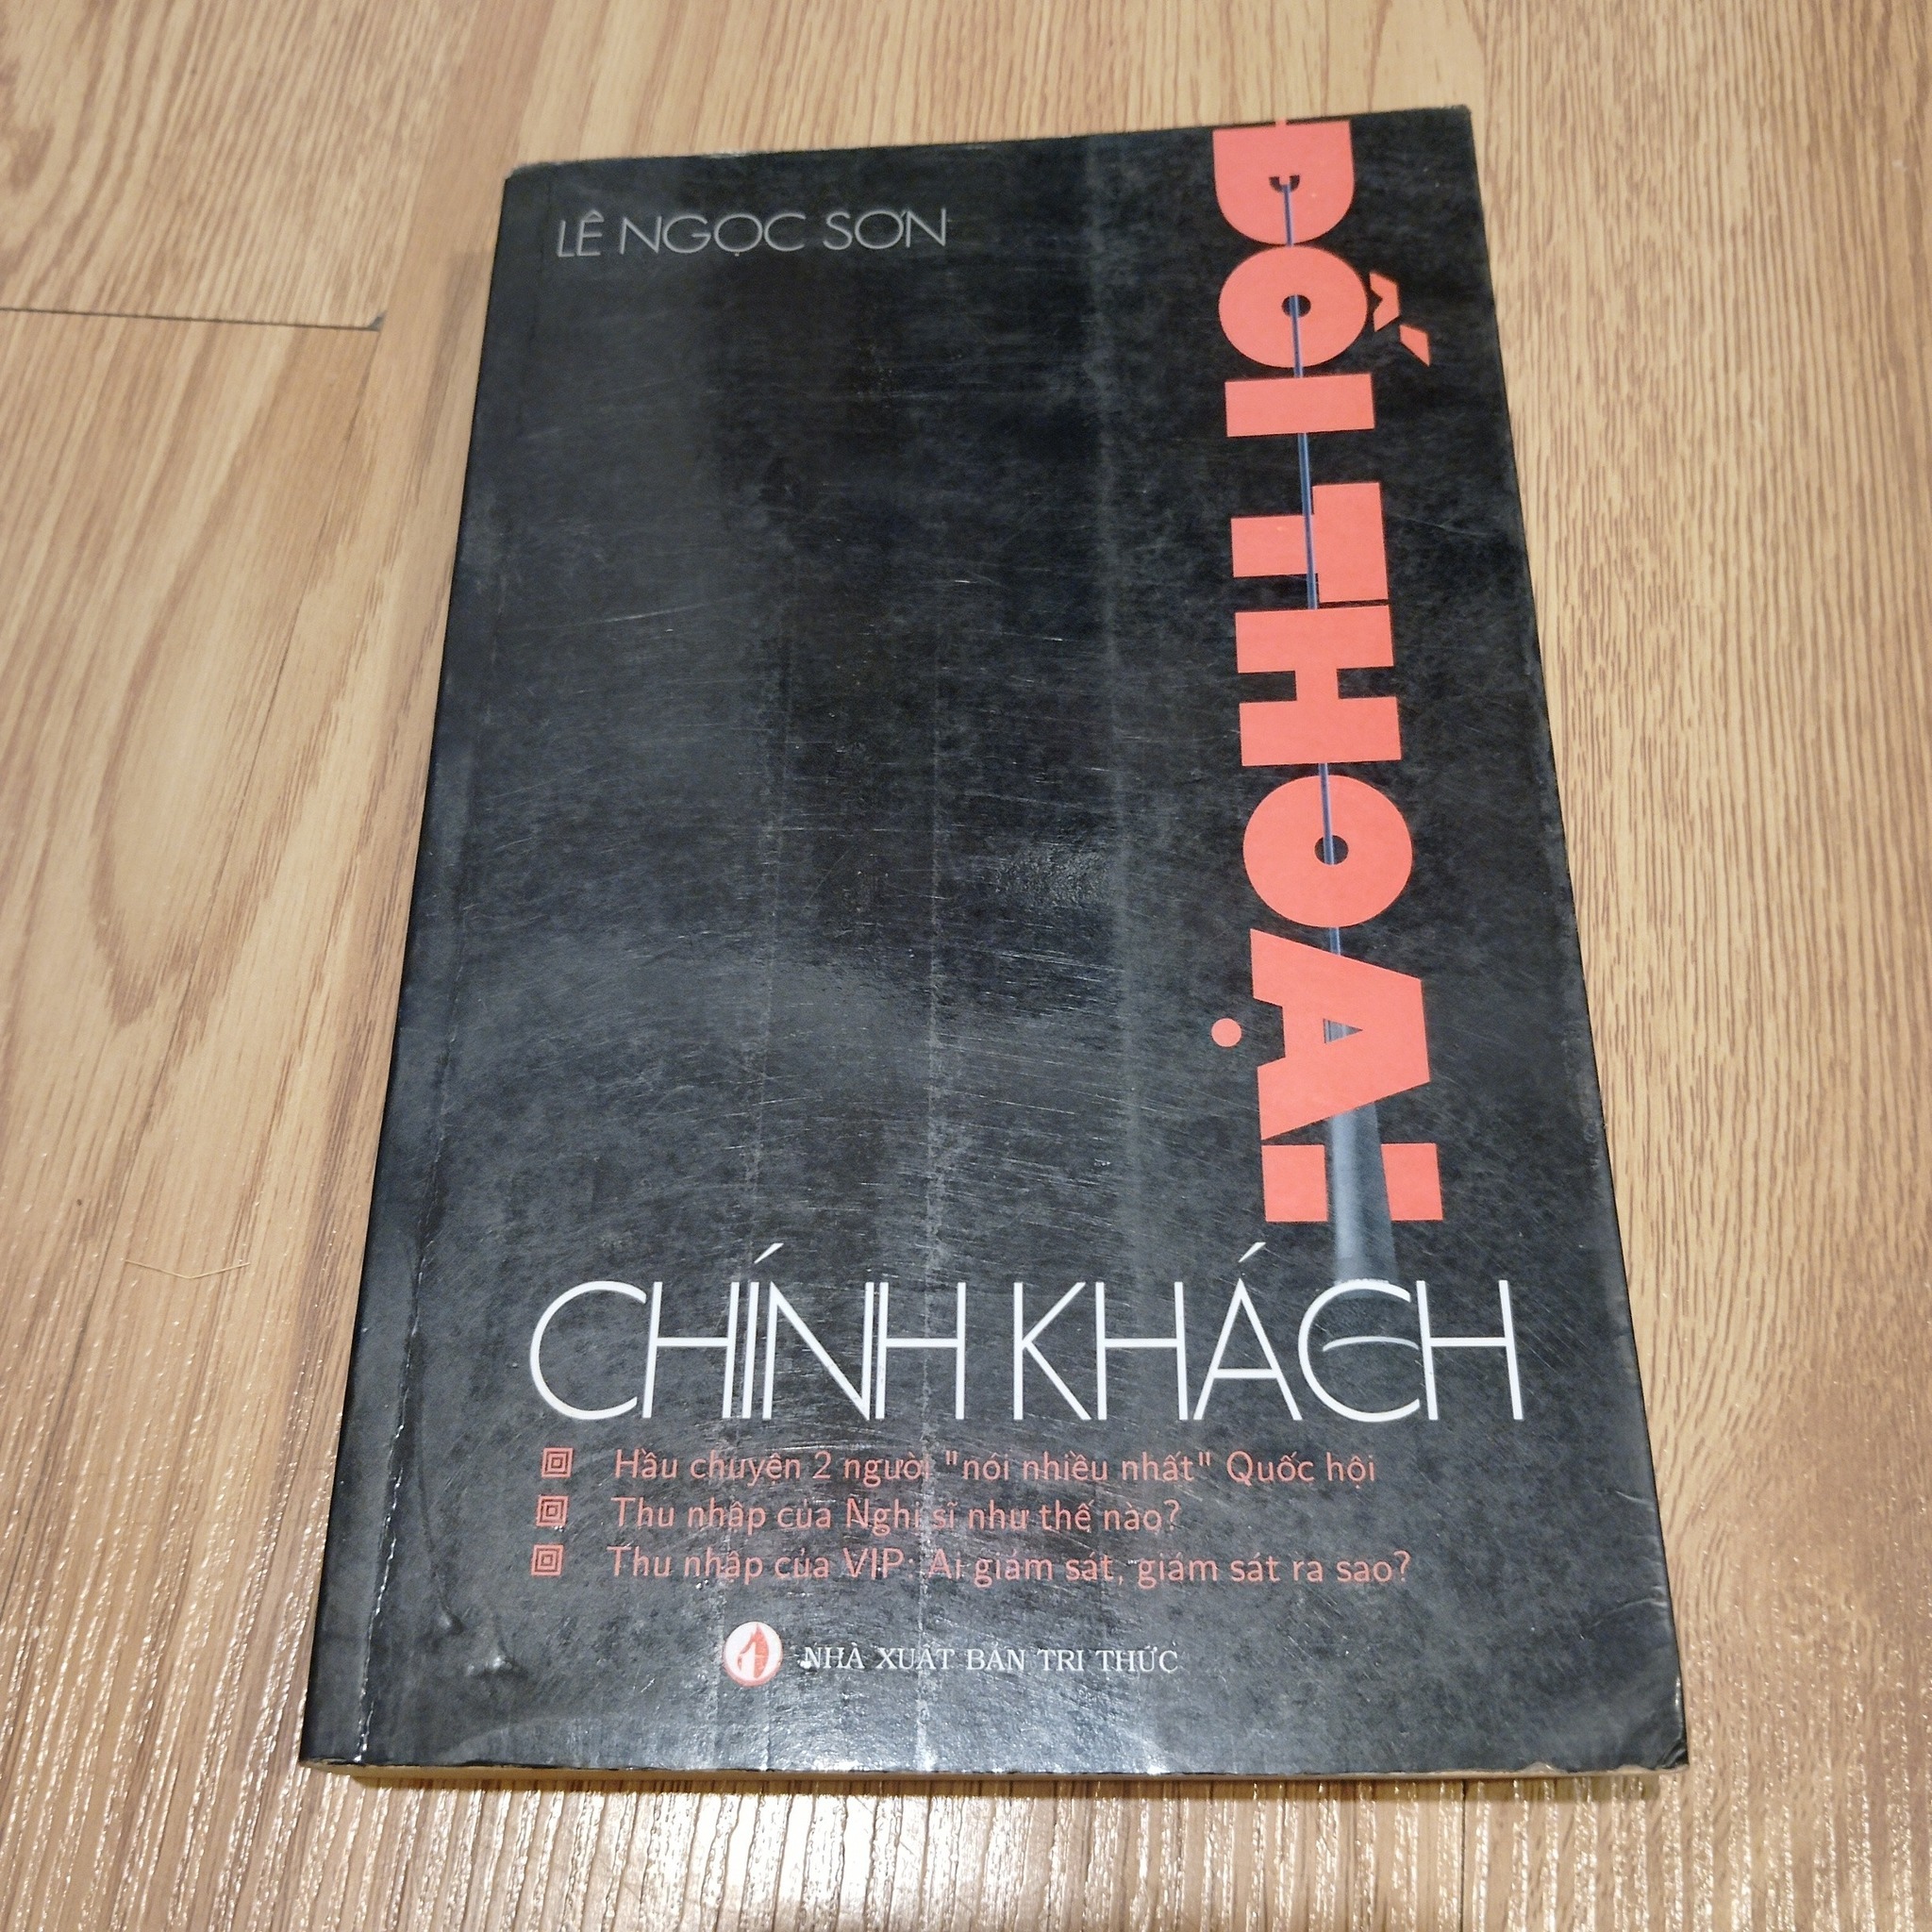 LÊ NGỌC SƠN
ĐỐI THOẠI
CHÍNH KHÁCH
Hầu chuyện 2 người "nói nhiều nhất" Quốc hội
Thu nhập của Nghị sĩ như thế nào?
Thu nhập của VIP: Ai giám sát, giám sát ra sao?
NHÀ XUẤT BẢN TRI THỨC